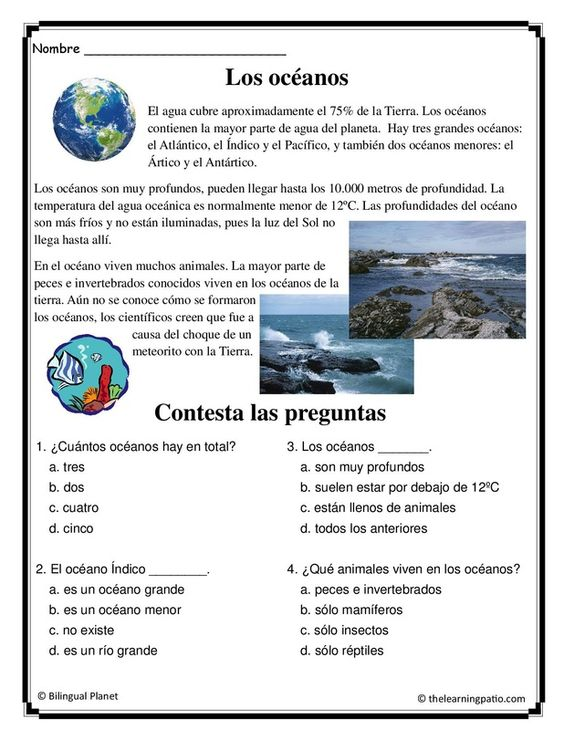 Nombre ___________________________
Los océanos
El agua cubre aproximadamente el 75% de la Tierra. Los océanos
contienen la mayor parte de agua del planeta. Hay tres grandes océanos:
el Atlántico, el Índico y el Pacífico, y también dos océanos menores: el
Ártico y el Antártico.
Los océanos son muy profundos, pueden llegar hasta los 10.000 metros de profundidad. La
temperatura del agua oceánica es normalmente menor de 12ºC. Las profundidades del océano
son más fríos y no están iluminadas, pues la luz del Sol no
llega hasta allí.
En el océano viven muchos animales. La mayor parte de
peces e invertebrados conocidos viven en los océanos de la
tierra. Aún no se conoce cómo se formaron
los océanos, los científicos creen que fue a
causa del choque de un
meteorito con la Tierra.
Contesta las preguntas
1. ¿Cuántos océanos hay en total?
a. tres
b. dos
c. cuatro
d. cinco
2. El océano Índico ________.
a. es un océano grande
b. es un océano menor
c. no existe
d. es un río grande
3. Los océanos _______.
a. son muy profundos
b. suelen estar por debajo de 12ºC
c. están llenos de animales
d. todos los anteriores
4. ¿Qué animales viven en los océanos?
a. peces e invertebrados
b. sólo mamíferos
c. sólo insectos
d. sólo réptiles
© Bilingual Planet
© thelearningpatio.com